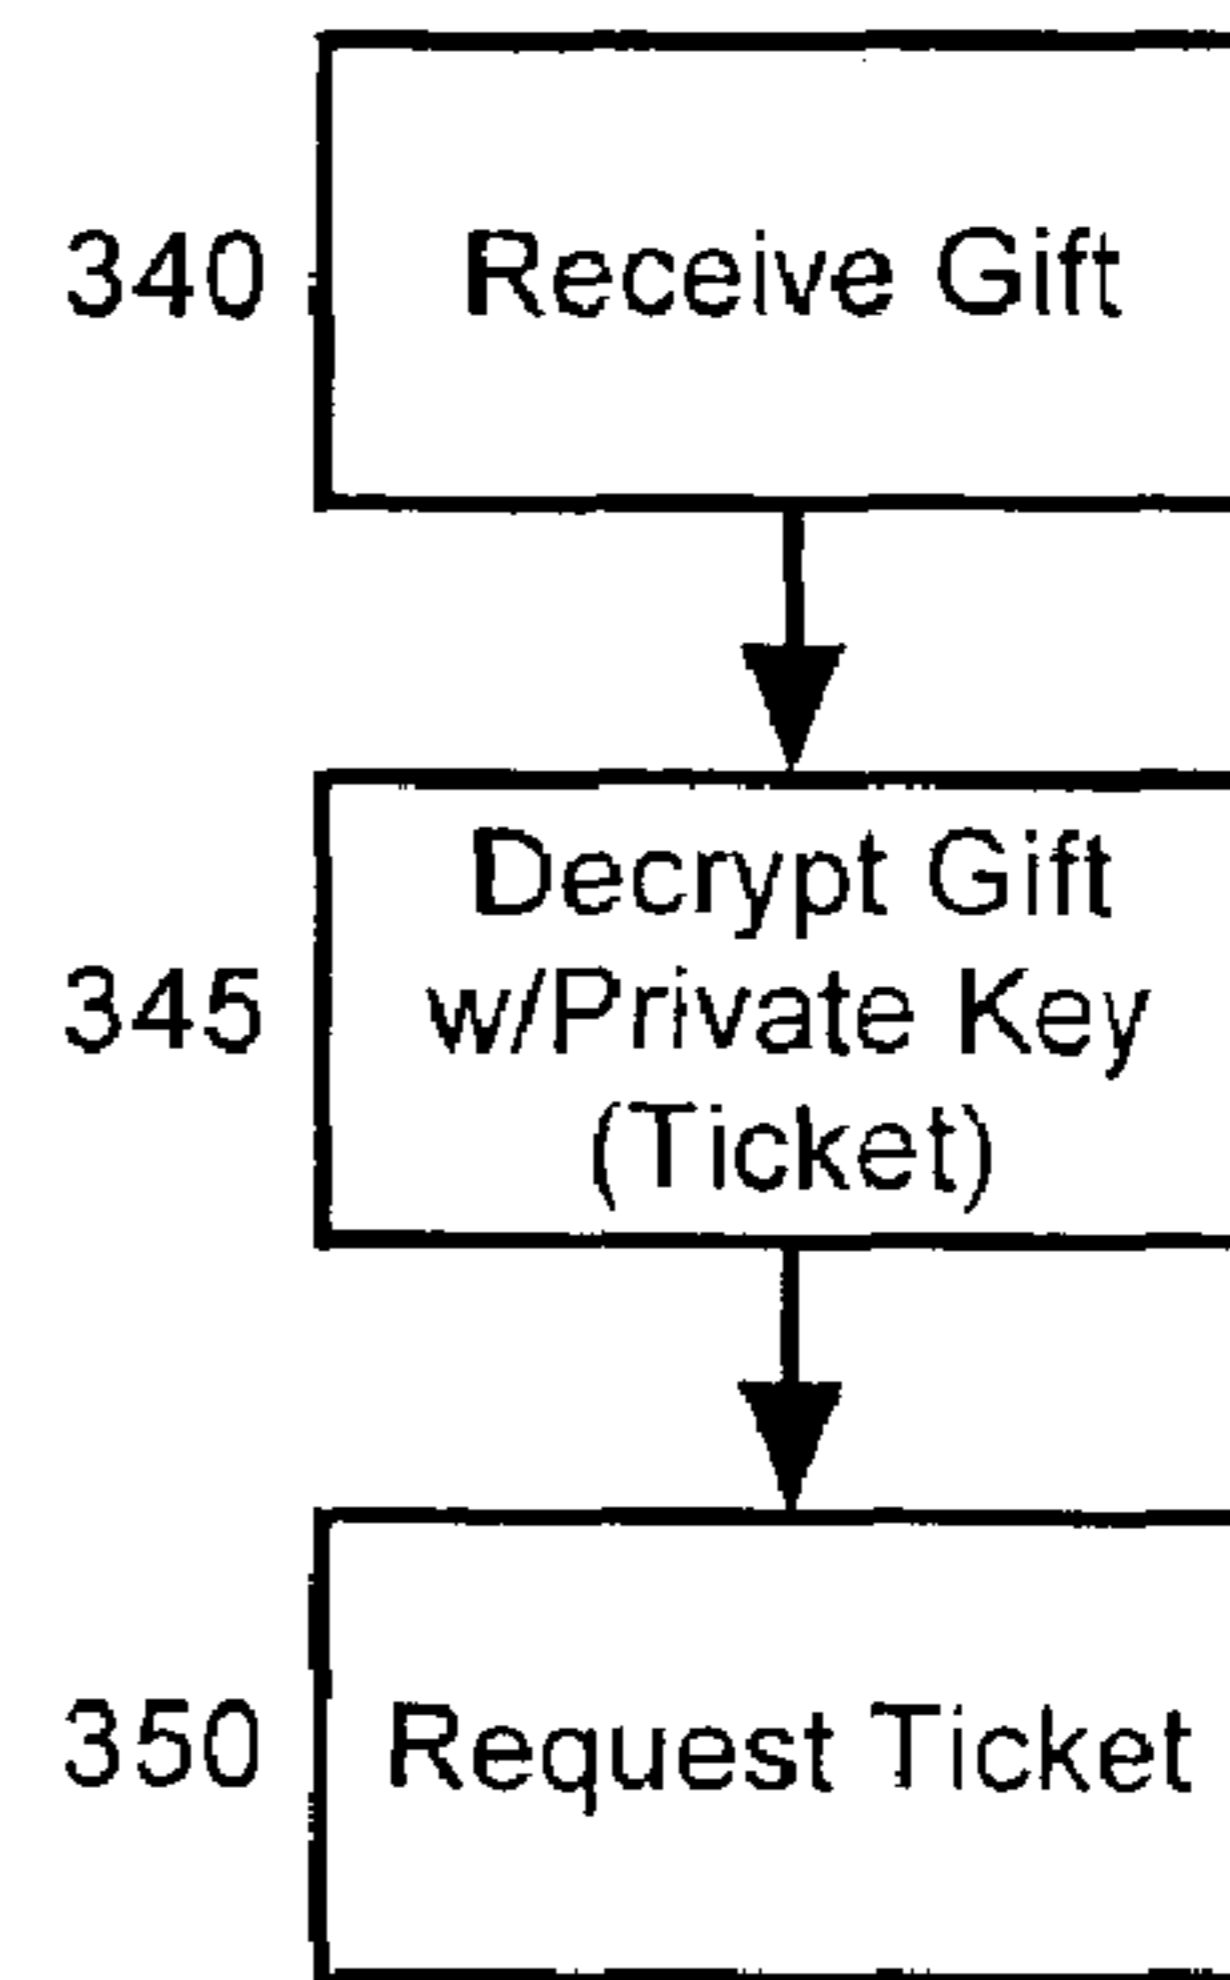 340
Receive Gift
345
Decrypt Gift
w/Private Key
(Ticket)
350
Request Ticket